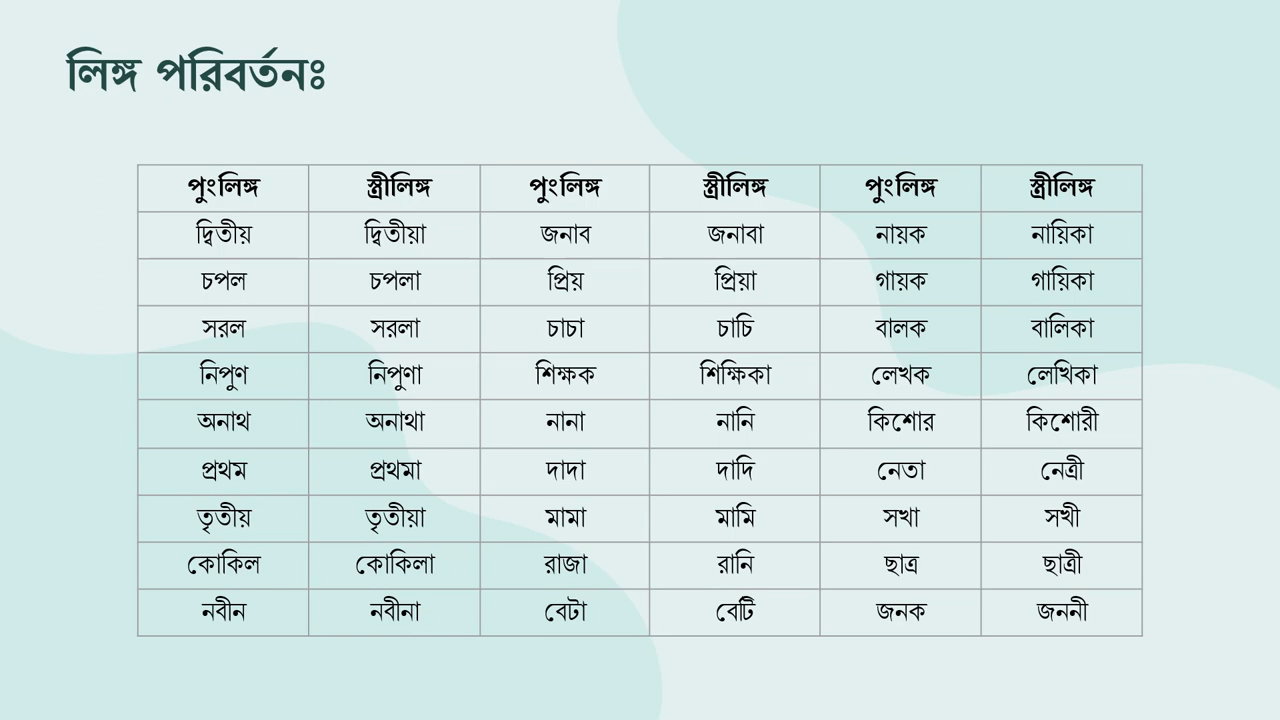 লিঙ্গ পরিবর্তনঃ
পুংলিঙ্গ স্ত্রীলিঙ্গ পুংলিঙ্গ স্ত্রীলিঙ্গ পুংলিঙ্গ স্ত্রীলিঙ্গ
দ্বিতীয় দ্বিতীয়া জনাব জনাবা নায়ক নায়িকা
চপল চপলা প্রিয় প্রিয়া গায়ক গায়িকা
সরল সরলা চাচা চাচি বালক বালিকা
নিপুণ নিপুণা শিক্ষক শিক্ষিকা লেখক লেখিকা
অনাথ অনাথা নানা নানি কিশোর কিশোরী
প্রথম প্রথমা দাদা দাদি নেতা নেত্রী
তৃতীয় তৃতীয়া মামা মামি সখা সখী
কোকিল কোকিলা রাজা রানি ছাত্র ছাত্রী
নবীন নবীনা বেটা বেটি জনক জননী